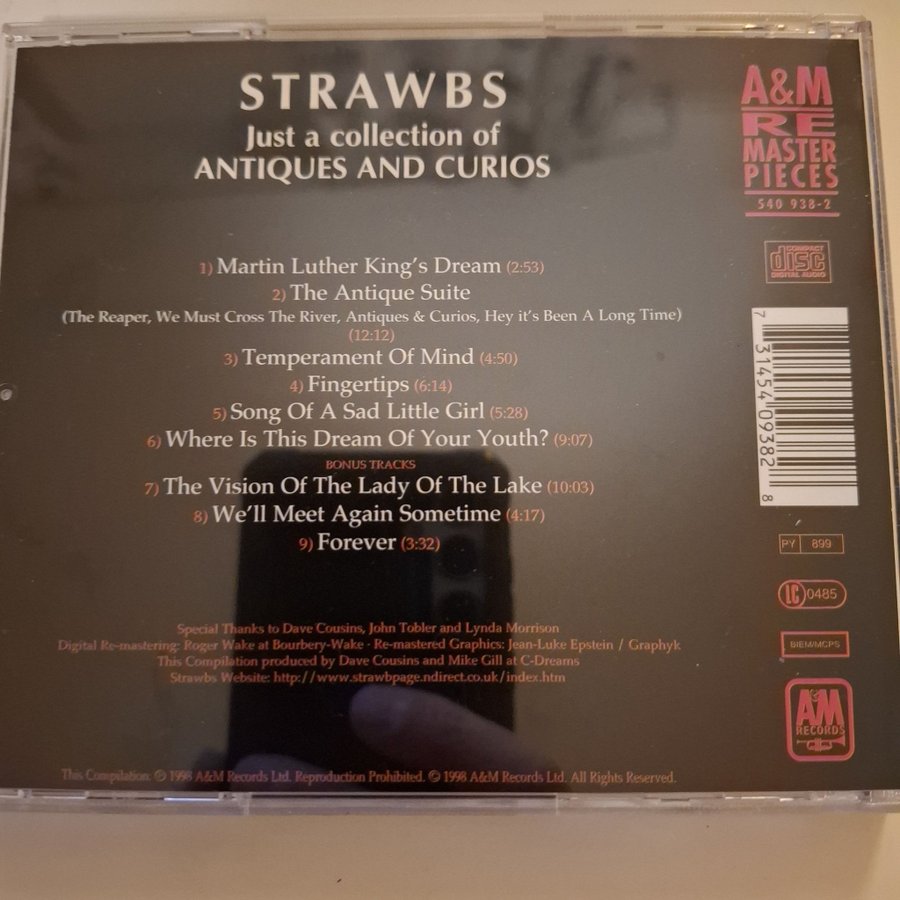 STRAWBS
Just a collection of
ANTIQUES AND CURIOS
1) Martin Luther King's Dream (2:53)
2) The Antique Suite
(The Reaper, We Must Cross The River, Antiques & Curios, Hey it's Been A Long Time)
(12:12)
3) Temperament Of Mind (4:50)
4) Fingertips (6:14)
5) Song Of A Sad Little Girl (5:28)
6) Where Is This Dream Of Your Youth? (9:07)
BONUS TRACKS
7) The Vision Of The Lady Of The Lake (10:03)
8) We'll Meet Again Sometime (4:17)
9) Forever (3:32)
Special Thanks to Dave Cousins, John Tobler and Lynda Morrison
Digital Re-mastering: Roger Wake at Bourbery-Wake · Re-mastered Graphics: Jean-Luke Epstein / Graphyk
This Compilation produced by Dave Cousins and Mike Gill at C-Dreams
Strawbs Website: http://www.strawbpage.ndirect.co.uk/index.htm
This Compilation: ℗ 1998 A&M Records Ltd. Reproduction Prohibited. © 1998 A&M Records Ltd. All Rights Reserved.
A&M
RE
MASTER
PIECES
540 938-2
COMPACT
disc
DIGITAL AUDIO
7 31454 09382 8
PY 899
LC 0485
BIEM/MCPS
A&M
RECORDS